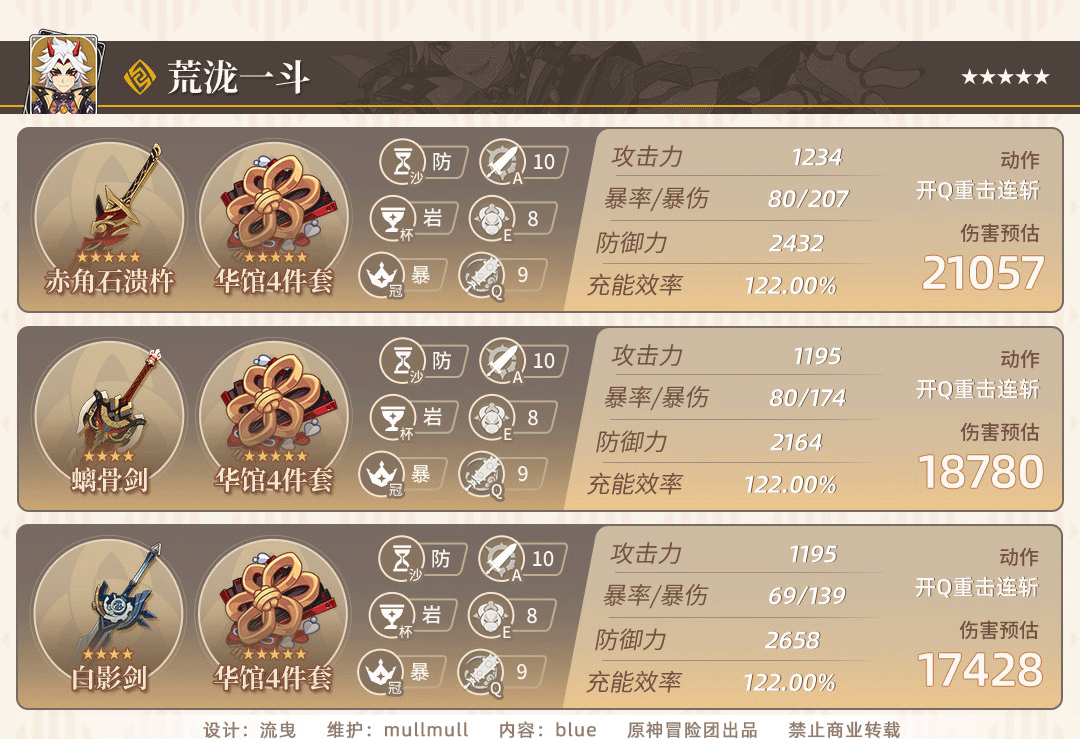 荒泷一斗
★★★★★
赤角石溃杵
华馆4件套
沙 防
A 10
杯 岩
E 8
冠 暴
Q 9
攻击力 1234
暴率/暴伤 80/207
防御力 2432
充能效率 122.00%
动作
开Q重击连斩
伤害预估
21057
螭骨剑
华馆4件套
沙 防
A 10
杯 岩
E 8
冠 暴
Q 9
攻击力 1195
暴率/暴伤 80/174
防御力 2164
充能效率 122.00%
动作
开Q重击连斩
伤害预估
18780
白影剑
华馆4件套
沙 防
A 10
杯 岩
E 8
冠 暴
Q 9
攻击力 1195
暴率/暴伤 69/139
防御力 2658
充能效率 122.00%
动作
开Q重击连斩
伤害预估
17428
设计：流曳 维护：mullmull 内容：blue 原神冒险团出品 禁止商业转载